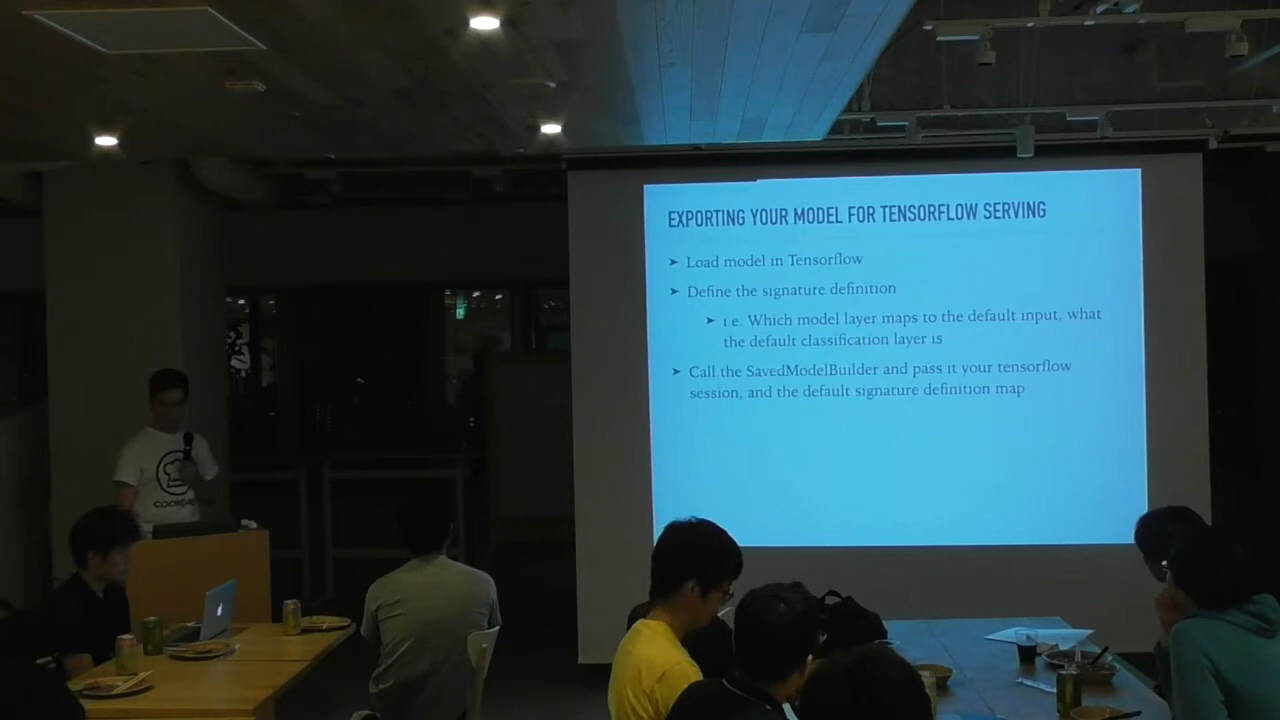 EXPORTING YOUR MODEL FOR TENSORFLOW SERVING
➤ Load model in Tensorflow
➤ Define the signature definition
➤ i.e. Which model layer maps to the default input, what
the default classification layer is
➤ Call the SavedModelBuilder and pass it your tensorflow
session, and the default signature definition map